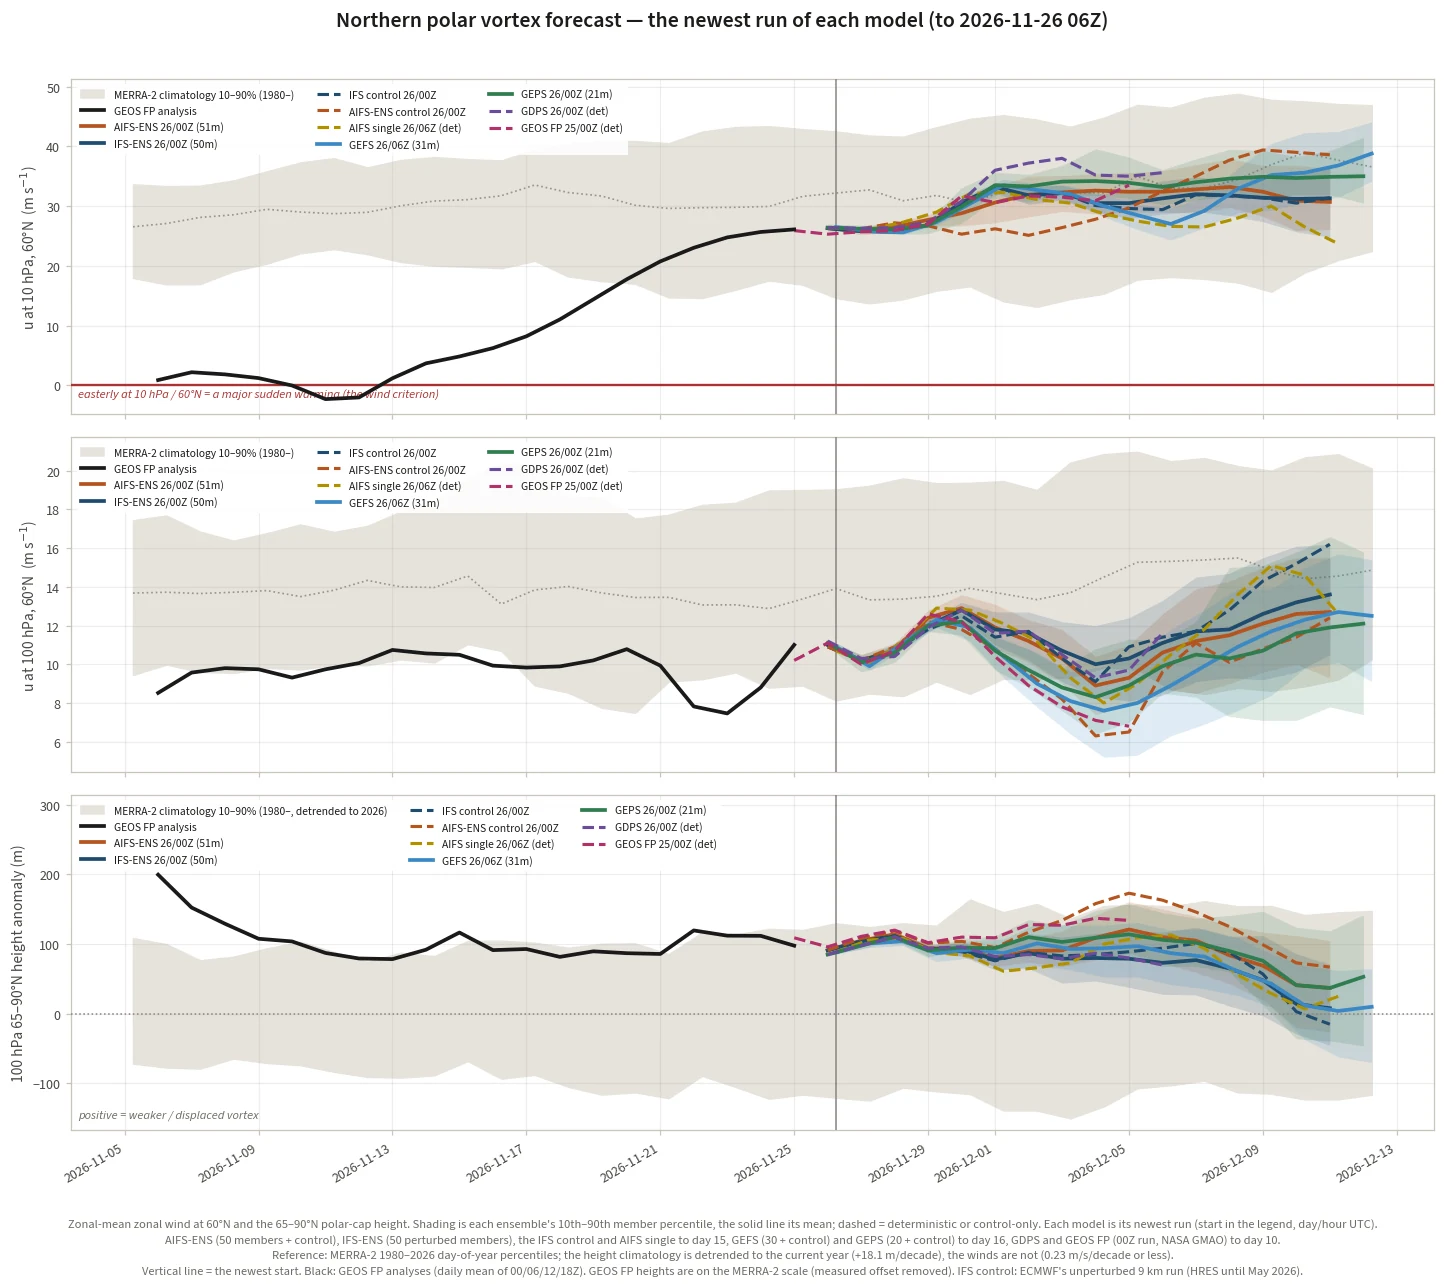 Northern polar vortex forecast — the newest run of each model (to 2026-11-26 06Z)
MERRA-2 climatology 10–90% (1980–)
GEOS FP analysis
AIFS-ENS 26/00Z (51m)
IFS-ENS 26/00Z (50m)
IFS control 26/00Z
AIFS-ENS control 26/00Z
AIFS single 26/06Z (det)
GEFS 26/06Z (31m)
GEPS 26/00Z (21m)
GDPS 26/00Z (det)
GEOS FP 25/00Z (det)
u at 10 hPa, 60°N (m s⁻¹)
50
40
30
20
10
0
easterly at 10 hPa / 60°N = a major sudden warming (the wind criterion)
MERRA-2 climatology 10–90% (1980–)
GEOS FP analysis
AIFS-ENS 26/00Z (51m)
IFS-ENS 26/00Z (50m)
IFS control 26/00Z
AIFS-ENS control 26/00Z
AIFS single 26/06Z (det)
GEFS 26/06Z (31m)
GEPS 26/00Z (21m)
GDPS 26/00Z (det)
GEOS FP 25/00Z (det)
u at 100 hPa, 60°N (m s⁻¹)
20
18
16
14
12
10
8
6
MERRA-2 climatology 10–90% (1980–, detrended to 2026)
GEOS FP analysis
AIFS-ENS 26/00Z (51m)
IFS-ENS 26/00Z (50m)
IFS control 26/00Z
AIFS-ENS control 26/00Z
AIFS single 26/06Z (det)
GEFS 26/06Z (31m)
GEPS 26/00Z (21m)
GDPS 26/00Z (det)
GEOS FP 25/00Z (det)
100 hPa 65–90°N height anomaly (m)
300
200
100
0
−100
positive = weaker / displaced vortex
2026-11-05
2026-11-09
2026-11-13
2026-11-17
2026-11-21
2026-11-25
2026-11-29
2026-12-01
2026-12-05
2026-12-09
2026-12-13
Zonal-mean zonal wind at 60°N and the 65–90°N polar-cap height. Shading is each ensemble's 10th–90th member percentile, the solid line its mean; dashed = deterministic or control-only. Each model is its newest run (start in the legend, day/hour UTC).
AIFS-ENS (50 members + control), IFS-ENS (50 perturbed members), the IFS control and AIFS single to day 15, GEFS (30 + control) and GEPS (20 + control) to day 16, GDPS and GEOS FP (00Z run, NASA GMAO) to day 10.
Reference: MERRA-2 1980–2026 day-of-year percentiles; the height climatology is detrended to the current year (+18.1 m/decade), the winds are not (0.23 m/s/decade or less).
Vertical line = the newest start. Black: GEOS FP analyses (daily mean of 00/06/12/18Z). GEOS FP heights are on the MERRA-2 scale (measured offset removed). IFS control: ECMWF's unperturbed 9 km run (HRES until May 2026).